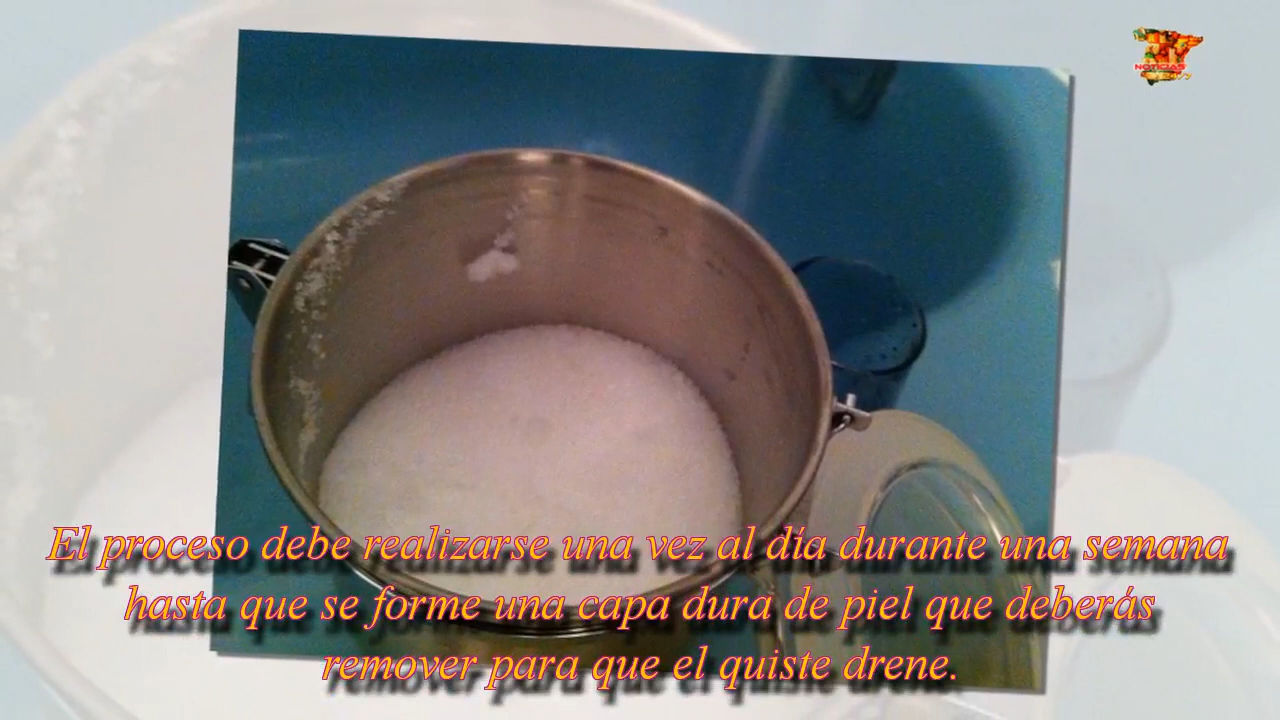 NOTICIAS
El proceso debe realizarse una vez al día durante una semana
hasta que se forme una capa dura de piel que deberás
remover para que el quiste drene.